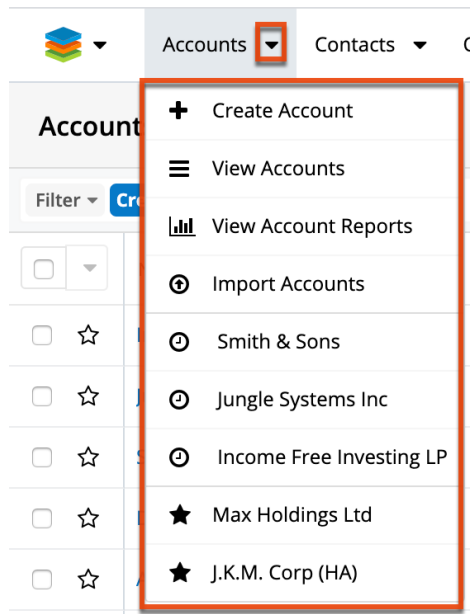 Accounts
Contacts
Create Account
View Accounts
View Account Reports
Import Accounts
Smith & Sons
Jungle Systems Inc
Income Free Investing LP
Max Holdings Ltd
J.K.M. Corp (HA)
Account
Filter
Cre